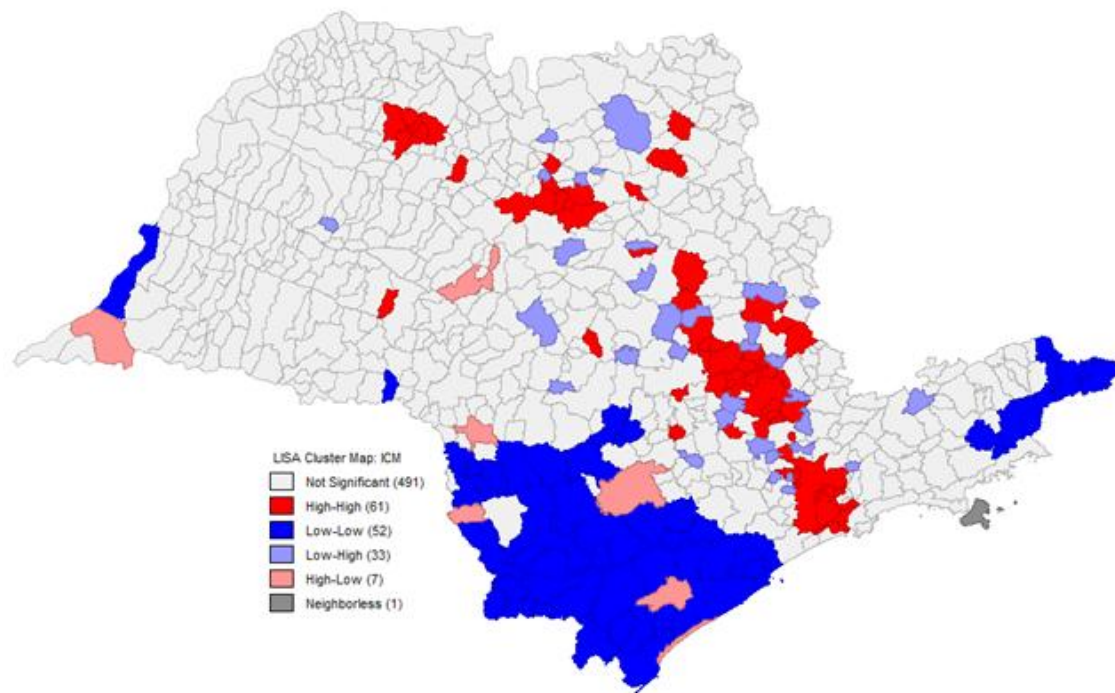 LISA Cluster Map: ICM
Not Significant (491)
High-High (61)
Low-Low (52)
Low-High (33)
High-Low (7)
Neighborless (1)